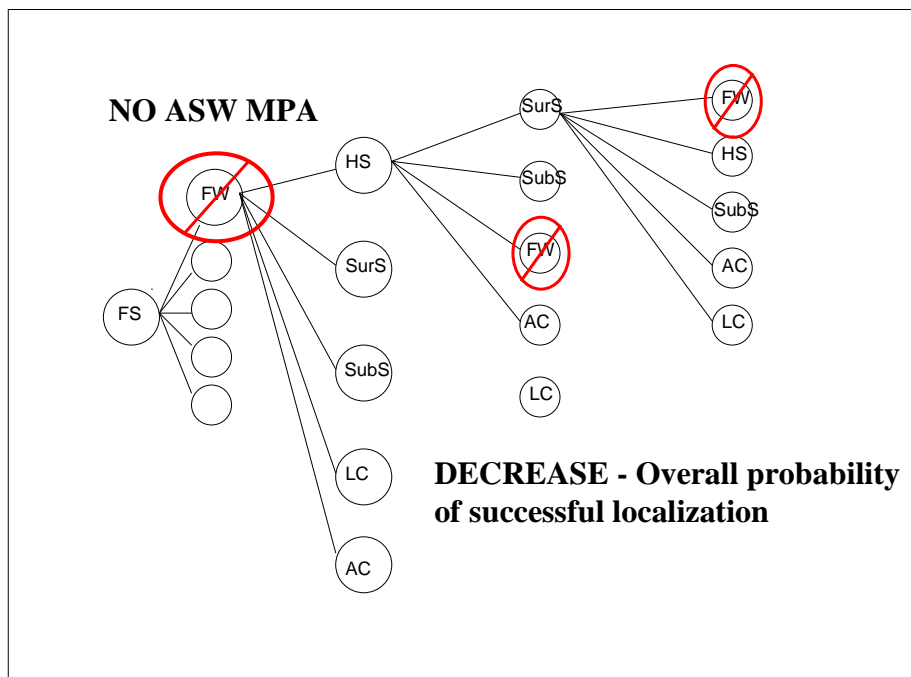 NO ASW MPA
FS
FW
HS
SurS
SubS
LC
AC
SurS
SubS
FW
AC
LC
FW
HS
SubS
AC
LC
DECREASE - Overall probability
of successful localization